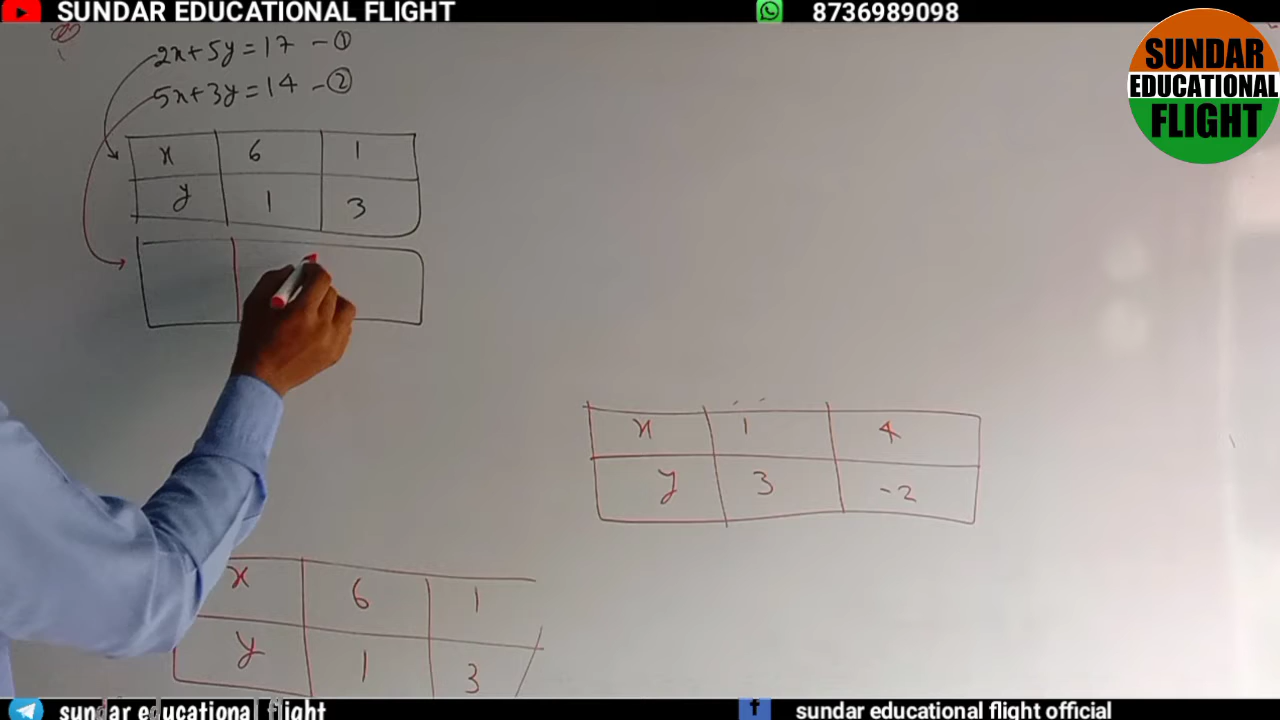 SUNDAR EDUCATIONAL FLIGHT
8736989098
SUNDAR
EDUCATIONAL
FLIGHT
2x+5y=17 -①
5x+3y=14 -②
x 6 1
y 1 3
x 1 4
y 3 -2
x 6 1
y 1 3
sundar educational flight
f sundar educational flight official